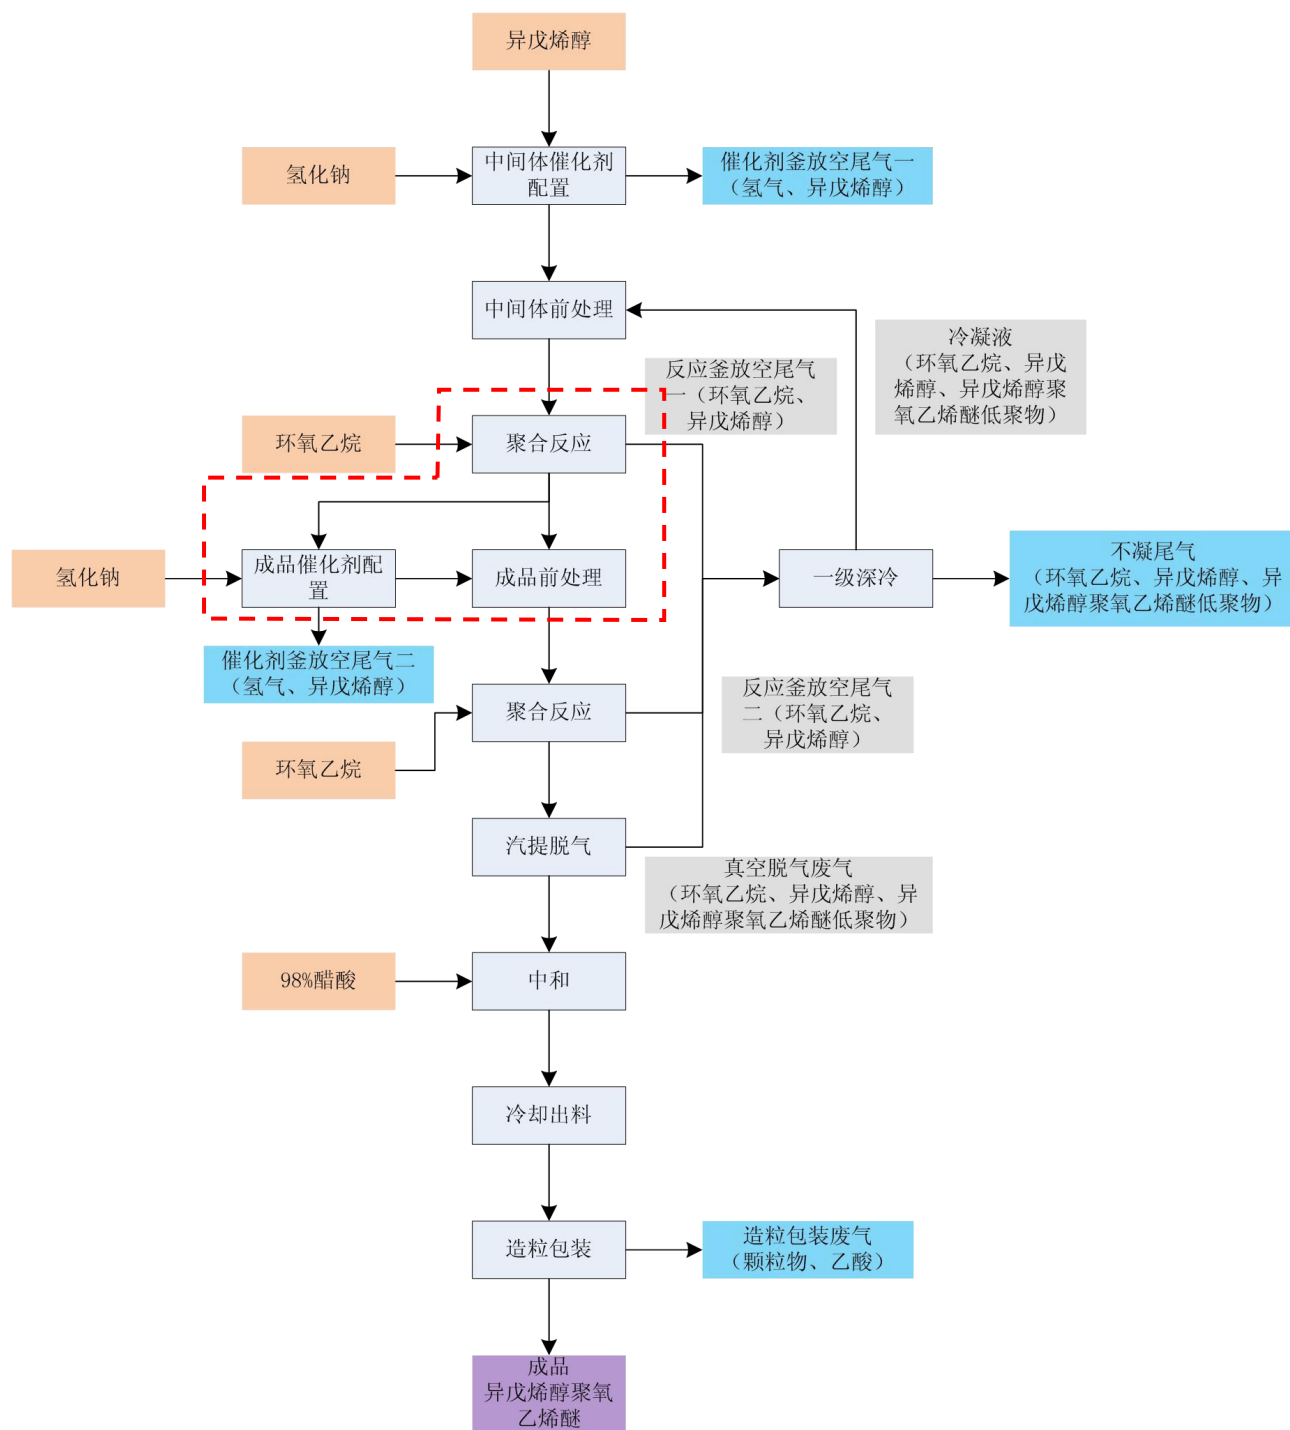 异戊烯醇
氢化钠
中间体催化剂
配置
催化剂釜放空尾气一
（氢气、异戊烯醇）
中间体前处理
冷凝液
（环氧乙烷、异戊
烯醇、异戊烯醇聚
氧乙烯醚低聚物）
反应釜放空尾气
一（环氧乙烷、
异戊烯醇）
环氧乙烷
聚合反应
氢化钠
成品催化剂配
置
成品前处理
一级深冷
不凝尾气
（环氧乙烷、异戊烯醇、异
戊烯醇聚氧乙烯醚低聚物）
催化剂釜放空尾气二
（氢气、异戊烯醇）
聚合反应
反应釜放空尾气
二（环氧乙烷、
异戊烯醇）
环氧乙烷
汽提脱气
真空脱气废气
（环氧乙烷、异戊烯醇、异
戊烯醇聚氧乙烯醚低聚物）
98%醋酸
中和
冷却出料
造粒包装
造粒包装废气
（颗粒物、乙酸）
成品
异戊烯醇聚氧
乙烯醚